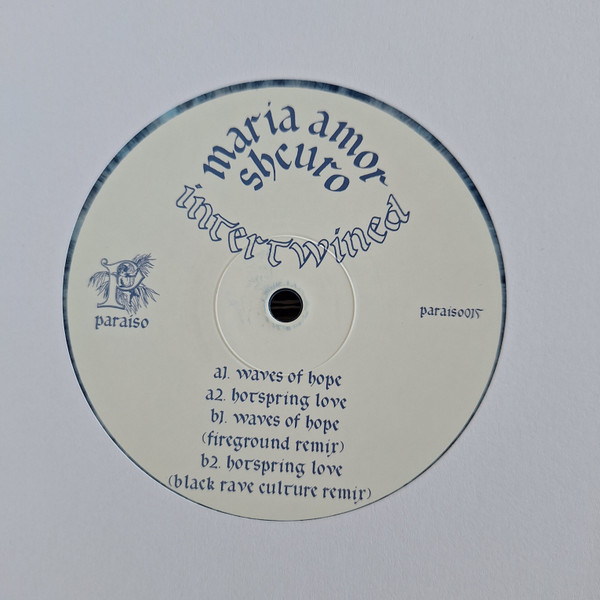 maria amor
shcuro
intertwined
paraiso
paraiso015
a1. waves of hope
a2. hotspring love
b1. waves of hope
(fireground remix)
b2. hotspring love
(black rave culture remix)